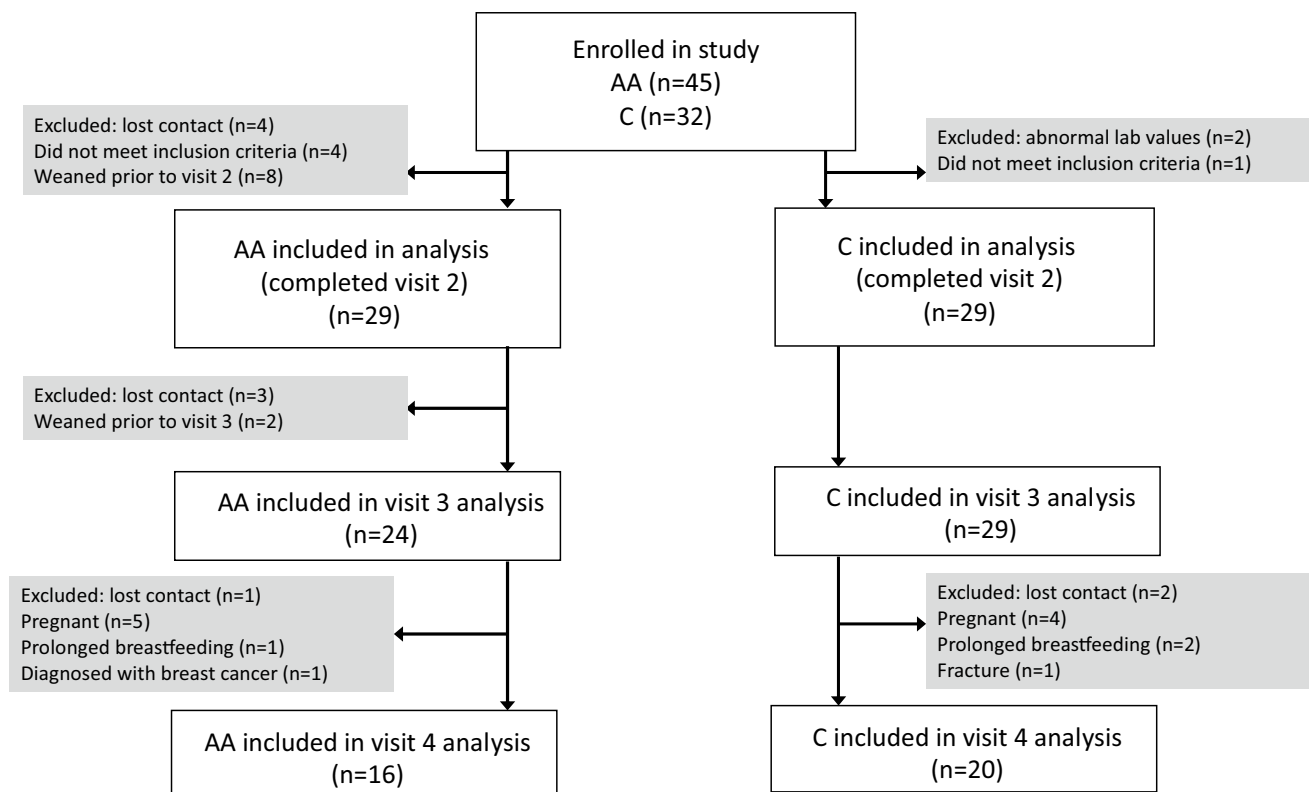 Enrolled in study
AA (n=45)
C (n=32)
Excluded: lost contact (n=4)
Did not meet inclusion criteria (n=4)
Weaned prior to visit 2 (n=8)
Excluded: abnormal lab values (n=2)
Did not meet inclusion criteria (n=1)
AA included in analysis
(completed visit 2)
(n=29)
C included in analysis
(completed visit 2)
(n=29)
Excluded: lost contact (n=3)
Weaned prior to visit 3 (n=2)
AA included in visit 3 analysis
(n=24)
C included in visit 3 analysis
(n=29)
Excluded: lost contact (n=1)
Pregnant (n=5)
Prolonged breastfeeding (n=1)
Diagnosed with breast cancer (n=1)
Excluded: lost contact (n=2)
Pregnant (n=4)
Prolonged breastfeeding (n=2)
Fracture (n=1)
AA included in visit 4 analysis
(n=16)
C included in visit 4 analysis
(n=20)